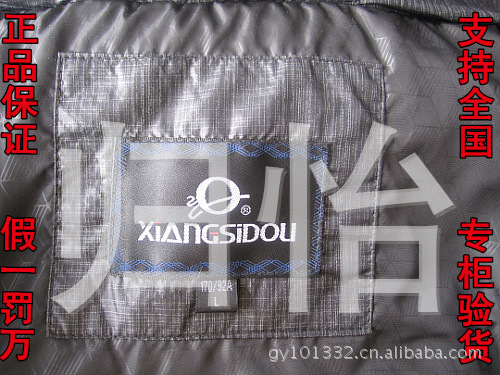 正品保证
假一罚万
支持全国
专柜验货
归怡
®
XiANGSiDOU
170/92A
L
gy101332.cn.alibaba.com